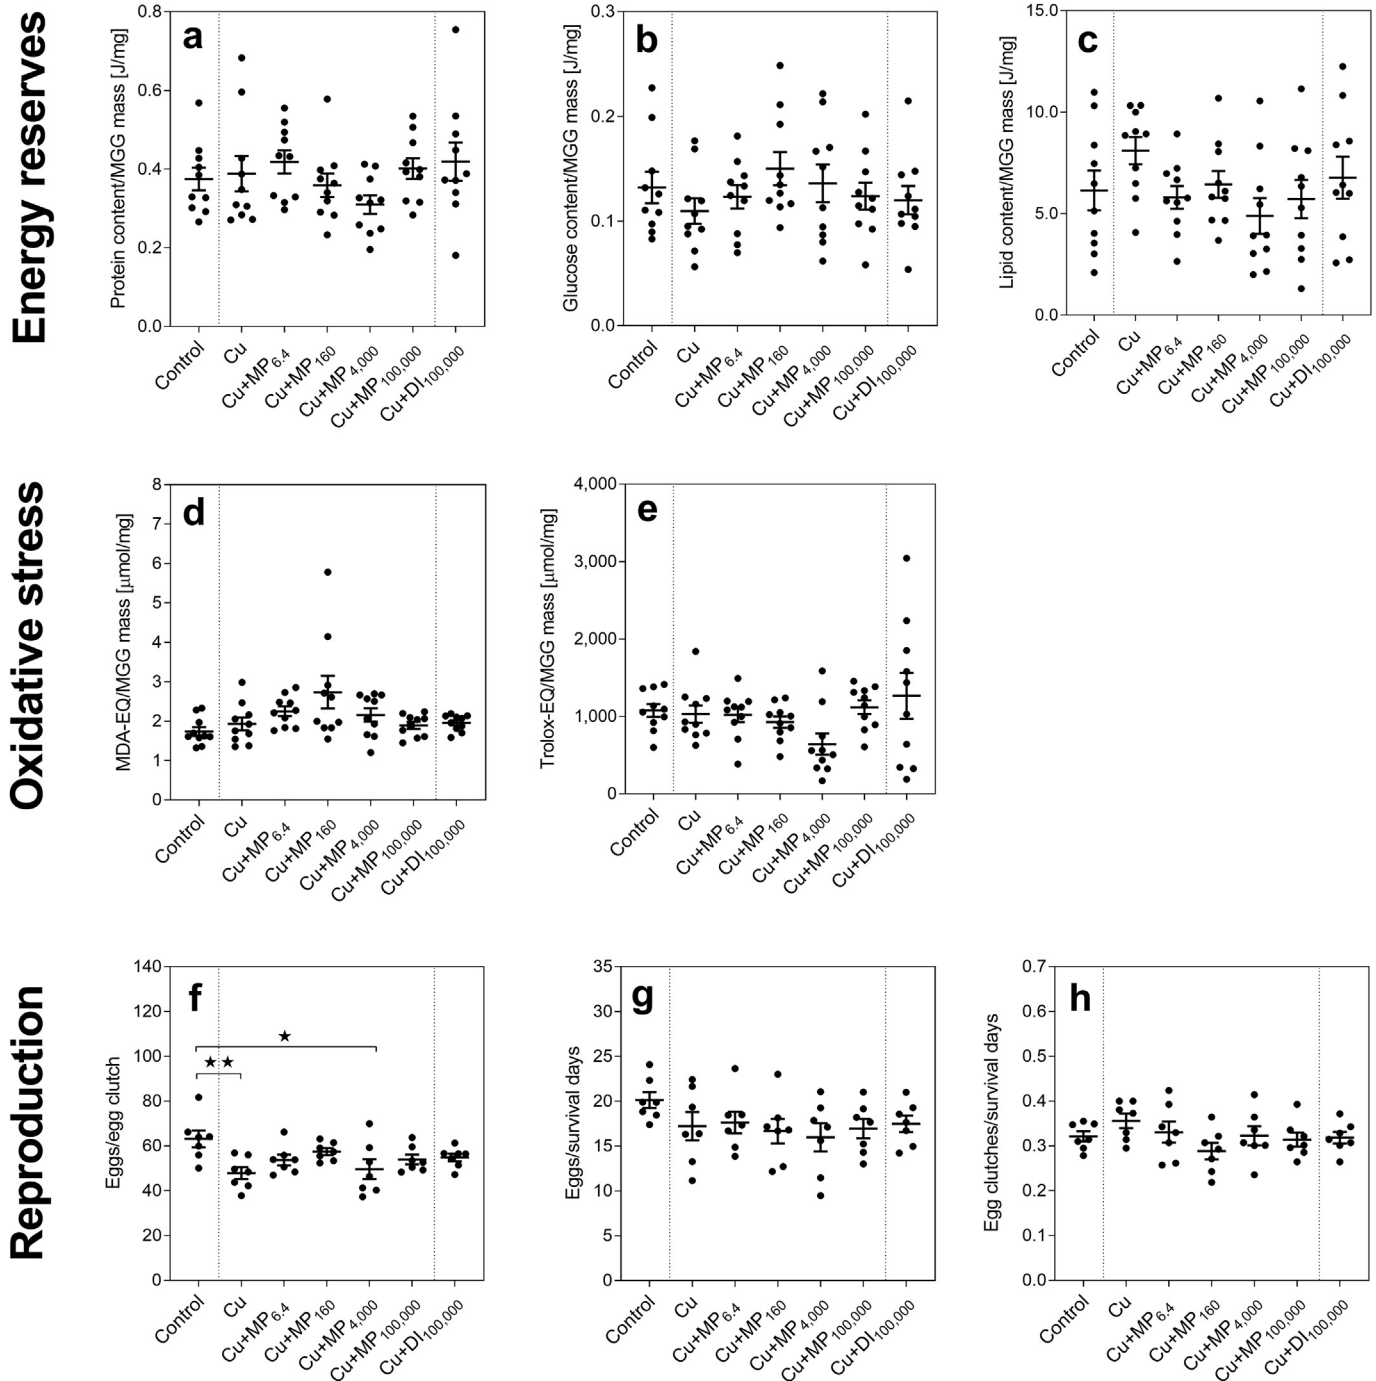 Energy reserves
a
Protein content/MGG mass [J/mg]
0.8
0.6
0.4
0.2
0.0
Control
Cu
Cu+MP6.4
Cu+MP160
Cu+MP4,000
Cu+MP100,000
Cu+DI100,000
b
Glucose content/MGG mass [J/mg]
0.3
0.2
0.1
0.0
Control
Cu
Cu+MP6.4
Cu+MP160
Cu+MP4,000
Cu+MP100,000
Cu+DI100,000
c
Lipid content/MGG mass [J/mg]
15.0
10.0
5.0
0.0
Control
Cu
Cu+MP6.4
Cu+MP160
Cu+MP4,000
Cu+MP100,000
Cu+DI100,000
Oxidative stress
d
MDA-EQ/MGG mass [µmol/mg]
8
7
6
5
4
3
2
1
0
Control
Cu
Cu+MP6.4
Cu+MP160
Cu+MP4,000
Cu+MP100,000
Cu+DI100,000
e
Trolox-EQ/MGG mass [µmol/mg]
4,000
3,000
2,000
1,000
0
Control
Cu
Cu+MP6.4
Cu+MP160
Cu+MP4,000
Cu+MP100,000
Cu+DI100,000
Reproduction
f
Eggs/egg clutch
140
120
100
80
60
40
20
0
★
★★
Control
Cu
Cu+MP6.4
Cu+MP160
Cu+MP4,000
Cu+MP100,000
Cu+DI100,000
g
Eggs/survival days
35
30
25
20
15
10
5
0
Control
Cu
Cu+MP6.4
Cu+MP160
Cu+MP4,000
Cu+MP100,000
Cu+DI100,000
h
Egg clutches/survival days
0.7
0.6
0.5
0.4
0.3
0.2
0.1
0.0
Control
Cu
Cu+MP6.4
Cu+MP160
Cu+MP4,000
Cu+MP100,000
Cu+DI100,000